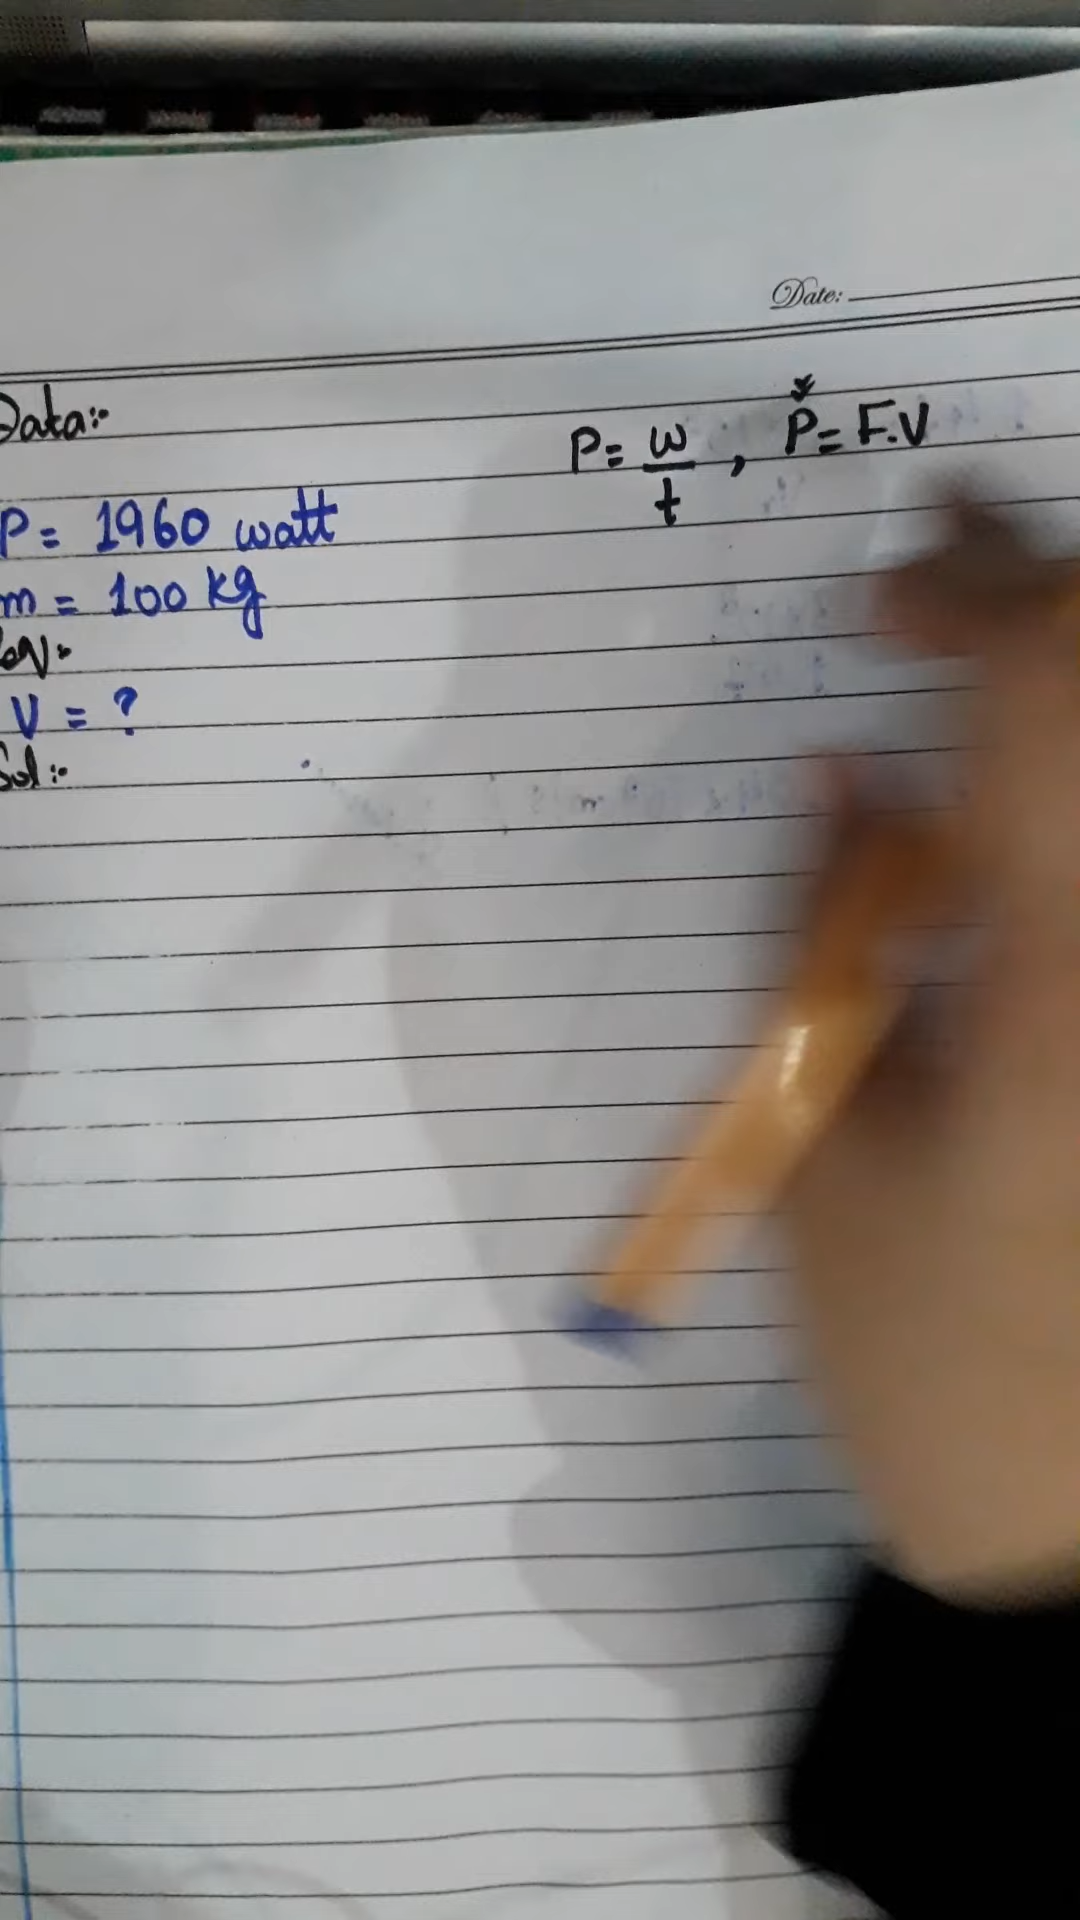 Date:
Data:-
P = W/t , P = F.V
P = 1960 watt
m = 100 kg
V = ?
Sol :-